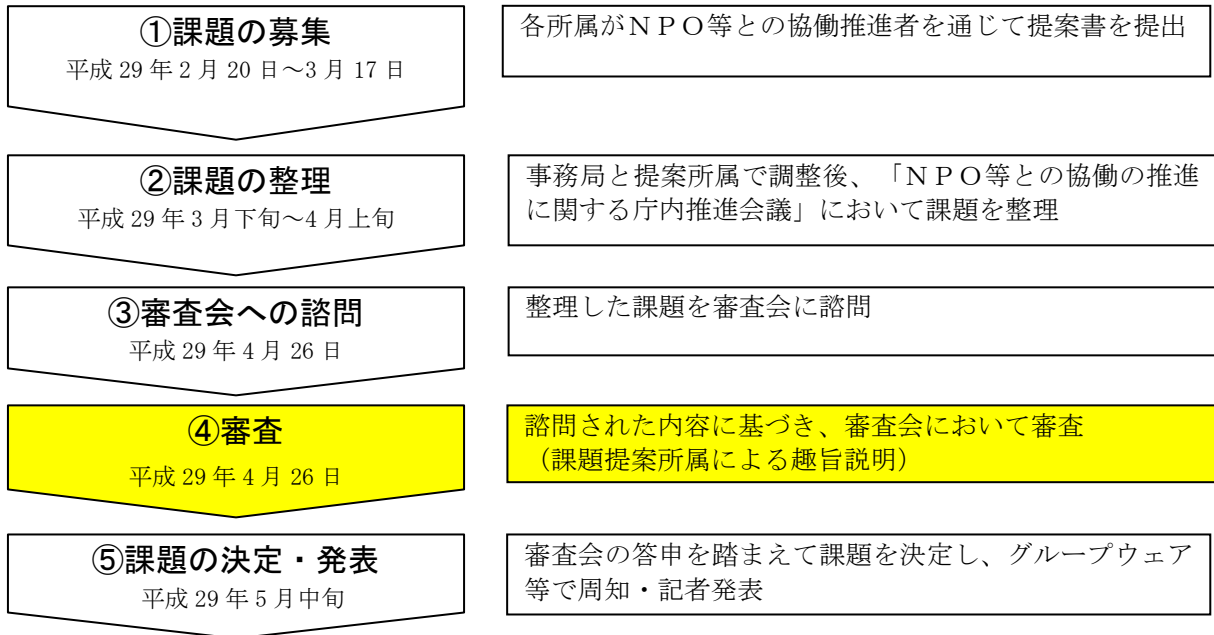 ①課題の募集
平成 29 年 2 月 20 日～3 月 17 日
各所属がＮＰＯ等との協働推進者を通じて提案書を提出
②課題の整理
平成 29 年 3 月下旬～4 月上旬
事務局と提案所属で調整後、「ＮＰＯ等との協働の推進
に関する庁内推進会議」において課題を整理
③審査会への諮問
平成 29 年 4 月 26 日
整理した課題を審査会に諮問
④審査
平成 29 年 4 月 26 日
諮問された内容に基づき、審査会において審査
（課題提案所属による趣旨説明）
⑤課題の決定・発表
平成 29 年 5 月中旬
審査会の答申を踏まえて課題を決定し、グループウェア
等で周知・記者発表